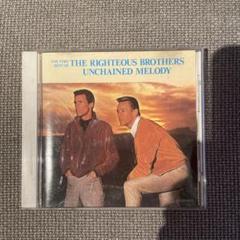 THE VERY
BEST OF THE RIGHTEOUS BROTHERS
UNCHAINED MELODY